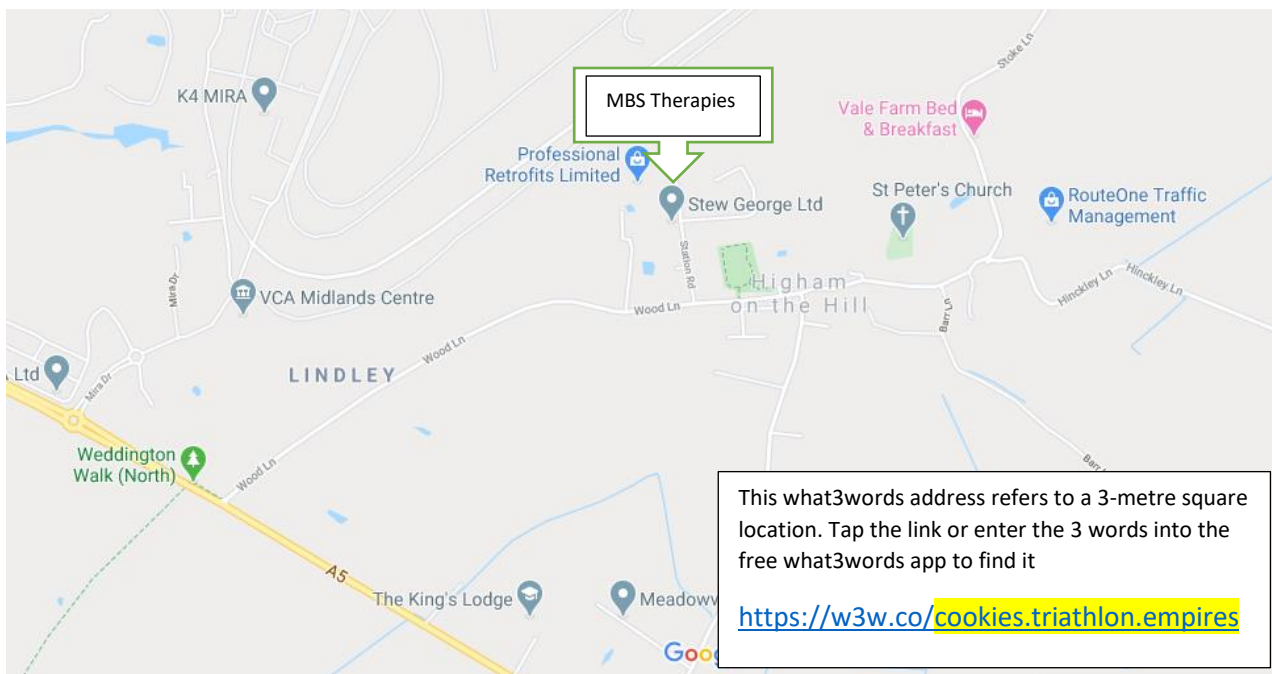 Stoke Ln
K4 MIRA
MBS Therapies
Vale Farm Bed
& Breakfast
Professional
Retrofits Limited
St Peter's Church
RouteOne Traffic
Management
Stew George Ltd
Station Rd
Higham
on the Hill
Hinckley Ln
Hinckley Ln
Mira Dr
VCA Midlands Centre
Wood Ln
Barr Ln
Wood Ln
Ltd
LINDLEY
Mira Dr
Weddington
Walk (North)
Wood Ln
A5
The King's Lodge
This what3words address refers to a 3-metre square
location. Tap the link or enter the 3 words into the
free what3words app to find it
https://w3w.co/cookies.triathlon.empires